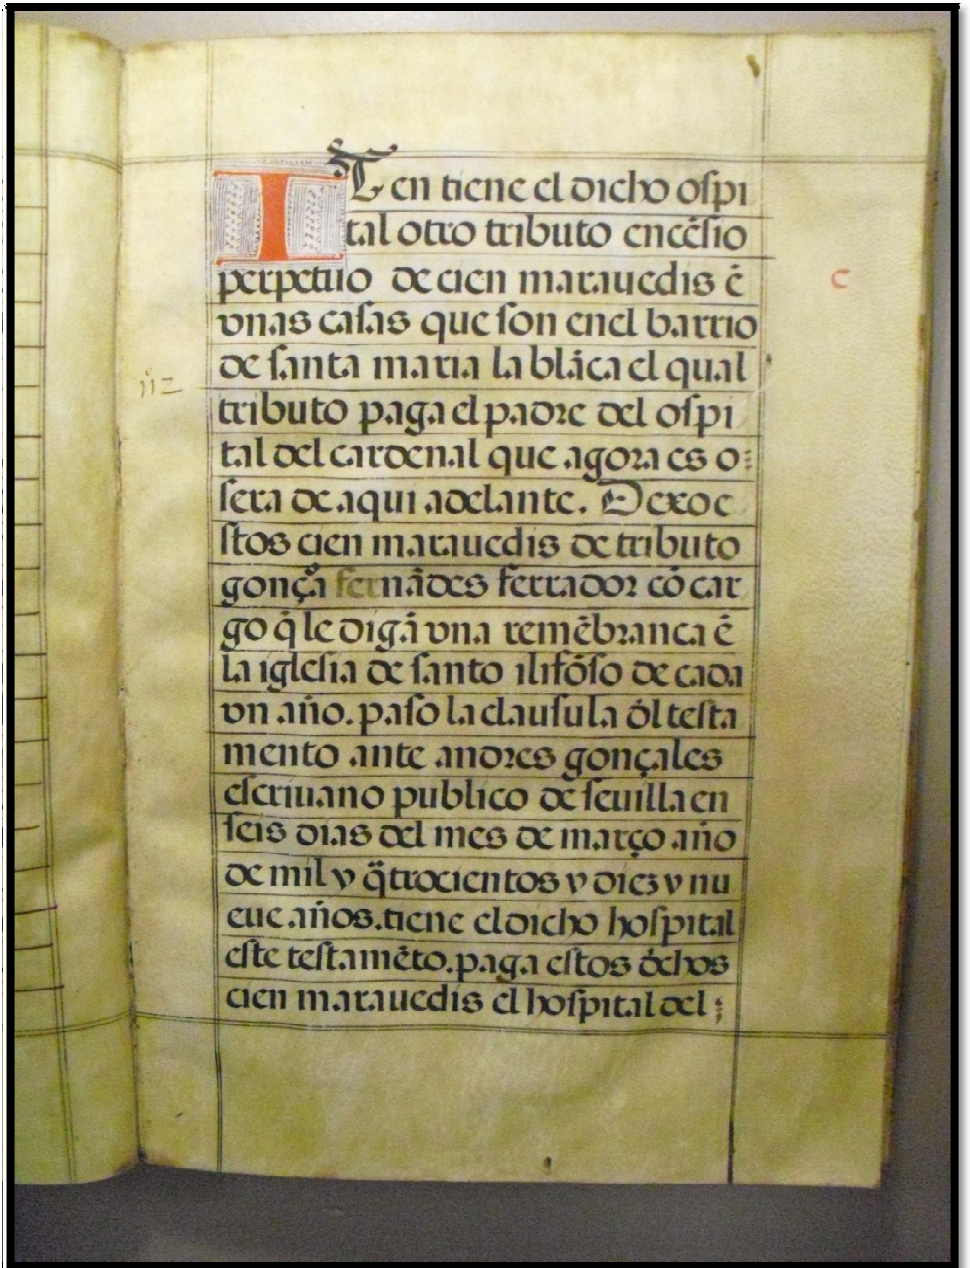 ITen tiene el dicho ospi
tal otro tributo encẽsio
perpetuo de cien marauedis ẽ
vnas casas que son enel barrio
de santa maria la blãca el qual
tributo paga el padre del ospi
tal del cardenal que agora es o
sera de aqui adelante. Dexo e
stos cien marauedis de tributo
gonçã fernãdes ferrador cõ car
go q̃ le digã vna remẽbranca ẽ
la iglesia de santo ilifõso de cada
vn año. paso la clausula dl̃ testa
mento ante andres gonçales
escriuano publico de seuilla en
seis dias del mes de março año
de mil y q̃trocientos y diez y nu
eue años. tiene el dicho hospital
este testamẽto. paga estos dc̃hos
cien marauedis el hospital del
c